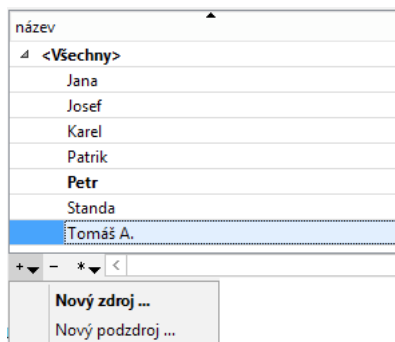 název
<Všechny>
Jana
Josef
Karel
Patrik
Petr
Standa
Tomáš A.
+ − * <
Nový zdroj ...
Nový podzdroj ...